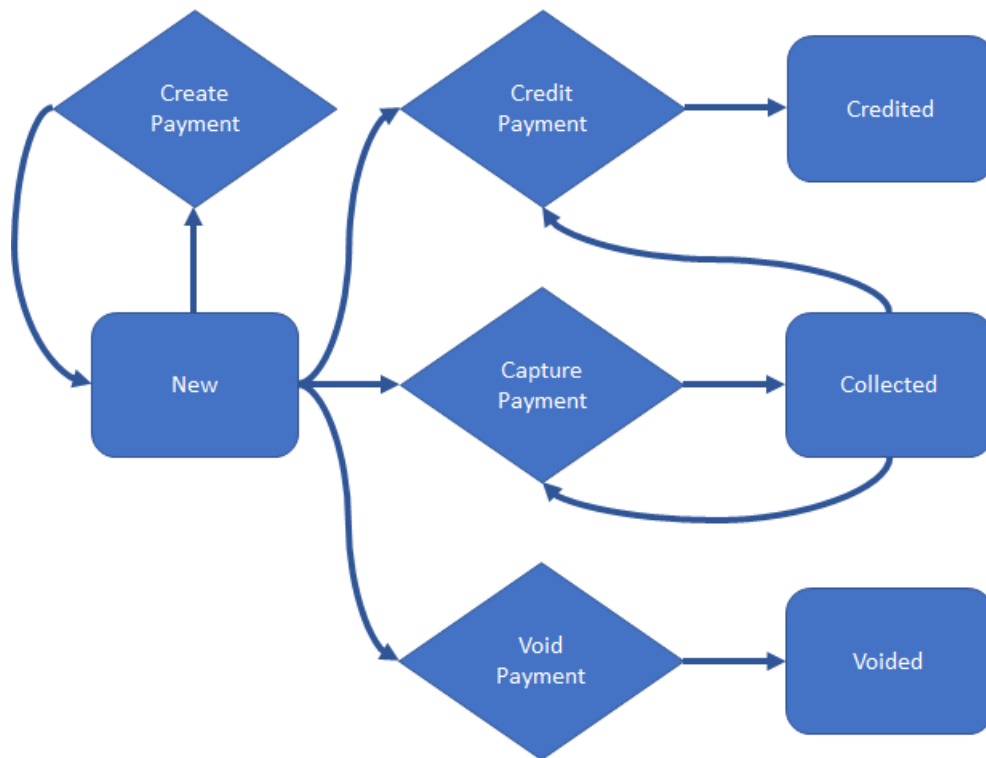 Create
Payment
Credit
Payment
Credited
New
Capture
Payment
Collected
Void
Payment
Voided